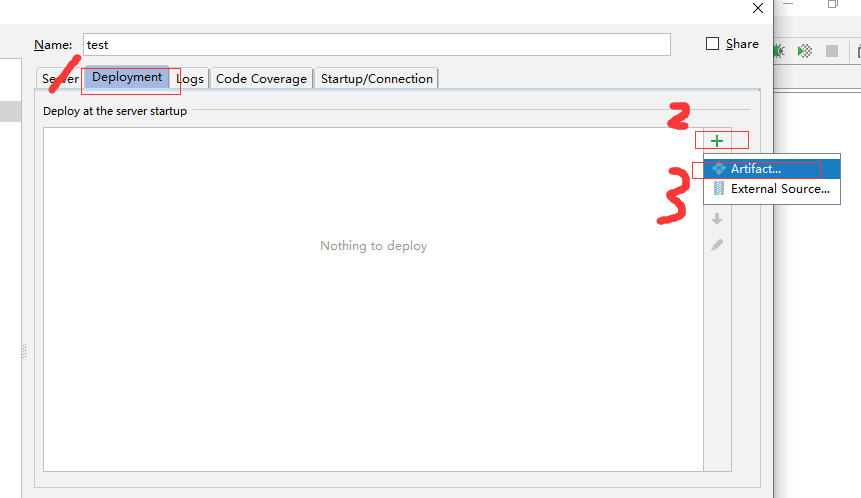 Name: test Share
1
Server Deployment Logs Code Coverage Startup/Connection
Deploy at the server startup
2
3
Artifact...
External Source...
Nothing to deploy